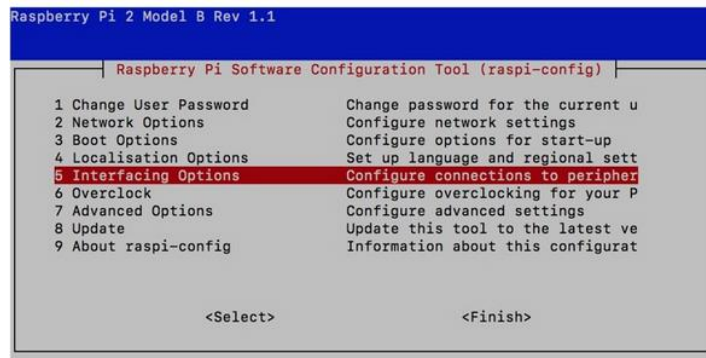 Raspberry Pi 2 Model B Rev 1.1
Raspberry Pi Software Configuration Tool (raspi-config)
1 Change User Password Change password for the current u
2 Network Options Configure network settings
3 Boot Options Configure options for start-up
4 Localisation Options Set up language and regional sett
5 Interfacing Options Configure connections to peripher
6 Overclock Configure overclocking for your P
7 Advanced Options Configure advanced settings
8 Update Update this tool to the latest ve
9 About raspi-config Information about this configurat
<Select> <Finish>